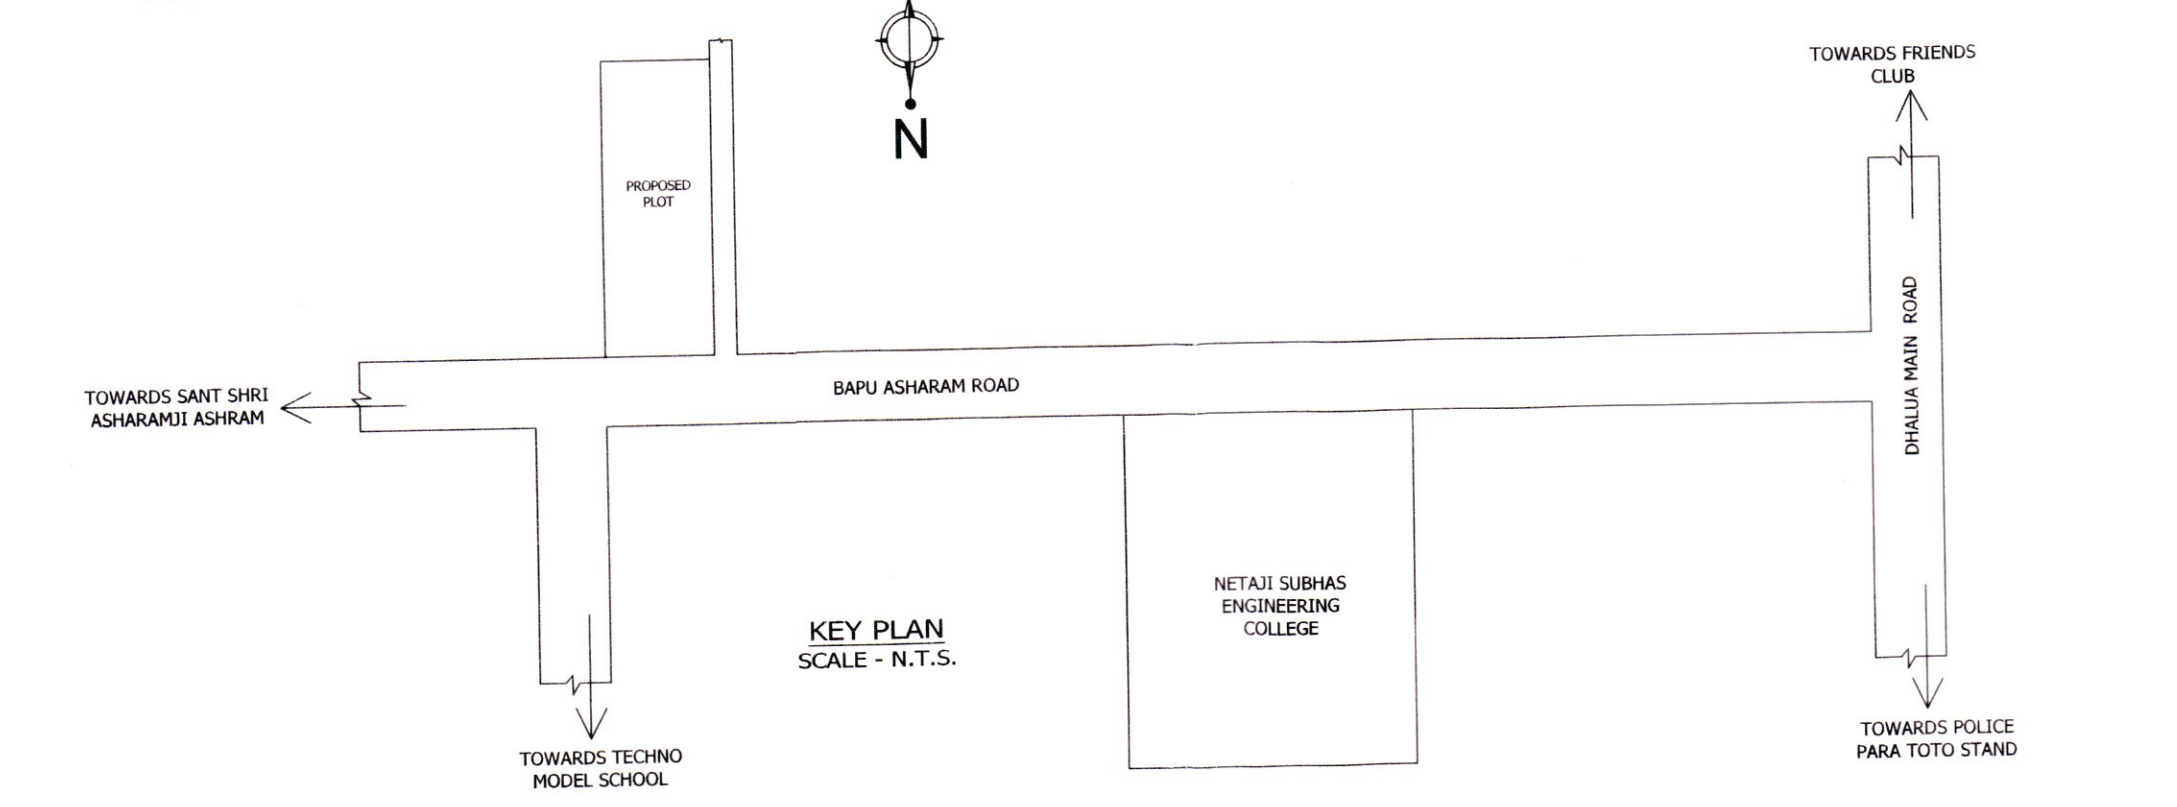 N
TOWARDS FRIENDS
CLUB
PROPOSED
PLOT
DHALUA MAIN ROAD
BAPU ASHARAM ROAD
TOWARDS SANT SHRI
ASHARAMJI ASHRAM
NETAJI SUBHAS
ENGINEERING
COLLEGE
KEY PLAN
SCALE - N.T.S.
TOWARDS TECHNO
MODEL SCHOOL
TOWARDS POLICE
PARA TOTO STAND